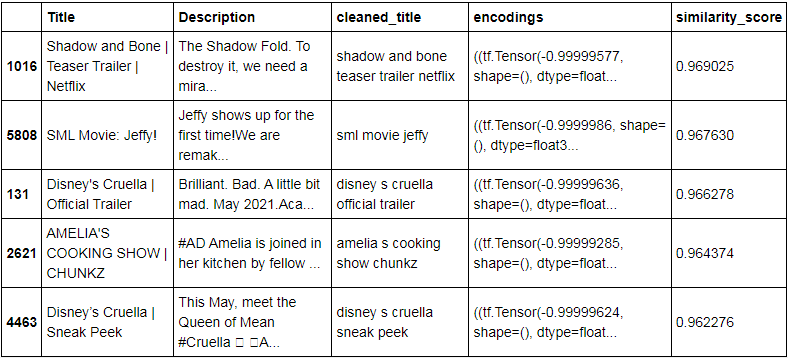 Title Description cleaned_title encodings similarity_score
Shadow and Bone | The Shadow Fold. To shadow and bone ((tf.Tensor(-0.99999577,
1016 Teaser Trailer | destroy it, we need a teaser trailer netflix shape=(), dtype=float... 0.969025
Netflix mira...
Jeffy shows up for the ((tf.Tensor(-0.9999986, shape=
5808 SML Movie: Jeffy! first time!We are sml movie jeffy (), dtype=float3... 0.967630
remak...
131 Disney's Cruella | Brilliant. Bad. A little bit disney s cruella ((tf.Tensor(-0.99999636, 0.966278
Official Trailer mad. May 2021.Aca... official trailer shape=(), dtype=float...
AMELIA'S #AD Amelia is joined in amelia s cooking ((tf.Tensor(-0.99999285,
2621 COOKING SHOW | her kitchen by fellow ... show chunkz shape=(), dtype=float... 0.964374
CHUNKZ
Disney’s Cruella | This May, meet the disney s cruella ((tf.Tensor(-0.99999624,
4463 Sneak Peek Queen of Mean sneak peek shape=(), dtype=float... 0.962276
#Cruella A...